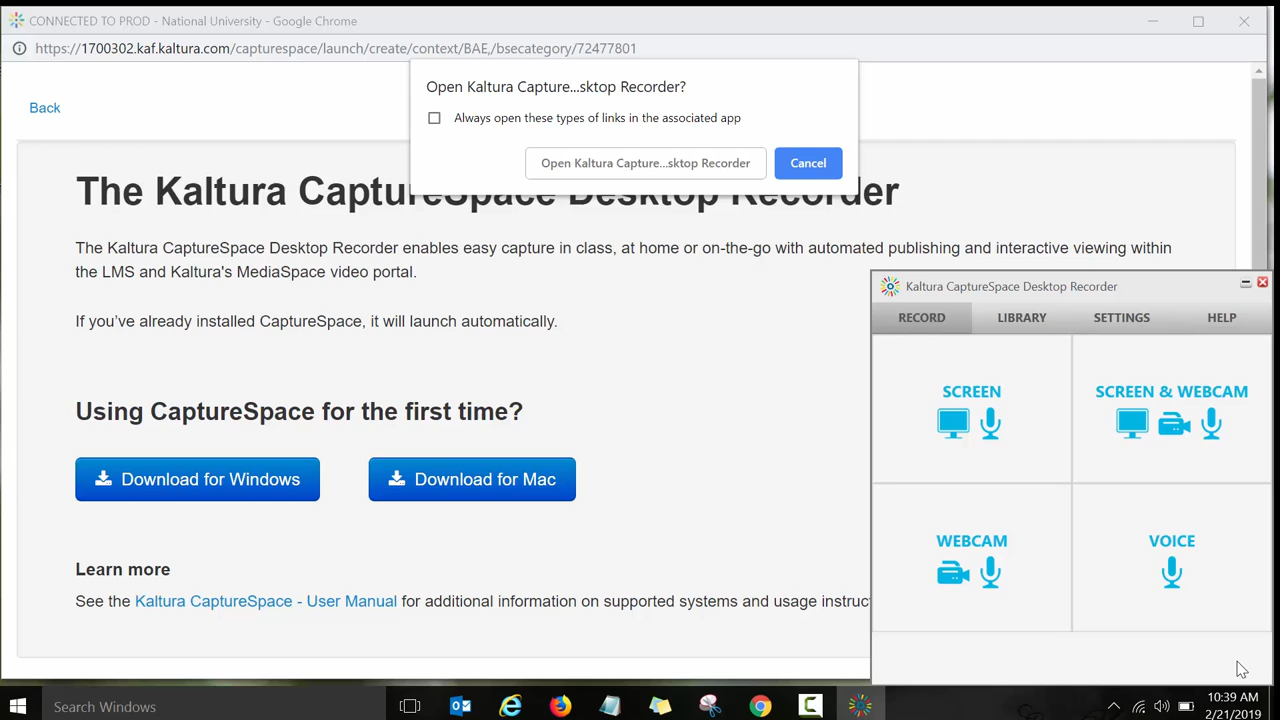 CONNECTED TO PROD - National University - Google Chrome
https://1700302.kaf.kaltura.com/capturespace/launch/create/context/BAE,/bsecategory/72477801
Open Kaltura Capture...sktop Recorder?
Always open these types of links in the associated app
Open Kaltura Capture...sktop Recorder
Cancel
Back
The Kaltura CaptureSpace Desktop Recorder
The Kaltura CaptureSpace Desktop Recorder enables easy capture in class, at home or on-the-go with automated publishing and interactive viewing within
the LMS and Kaltura's MediaSpace video portal.
If you've already installed CaptureSpace, it will launch automatically.
Using CaptureSpace for the first time?
Download for Windows
Download for Mac
Learn more
See the Kaltura CaptureSpace - User Manual for additional information on supported systems and usage instruc
Kaltura CaptureSpace Desktop Recorder
RECORD
LIBRARY
SETTINGS
HELP
SCREEN
SCREEN & WEBCAM
WEBCAM
VOICE
Search Windows
10:39 AM
2/21/2019